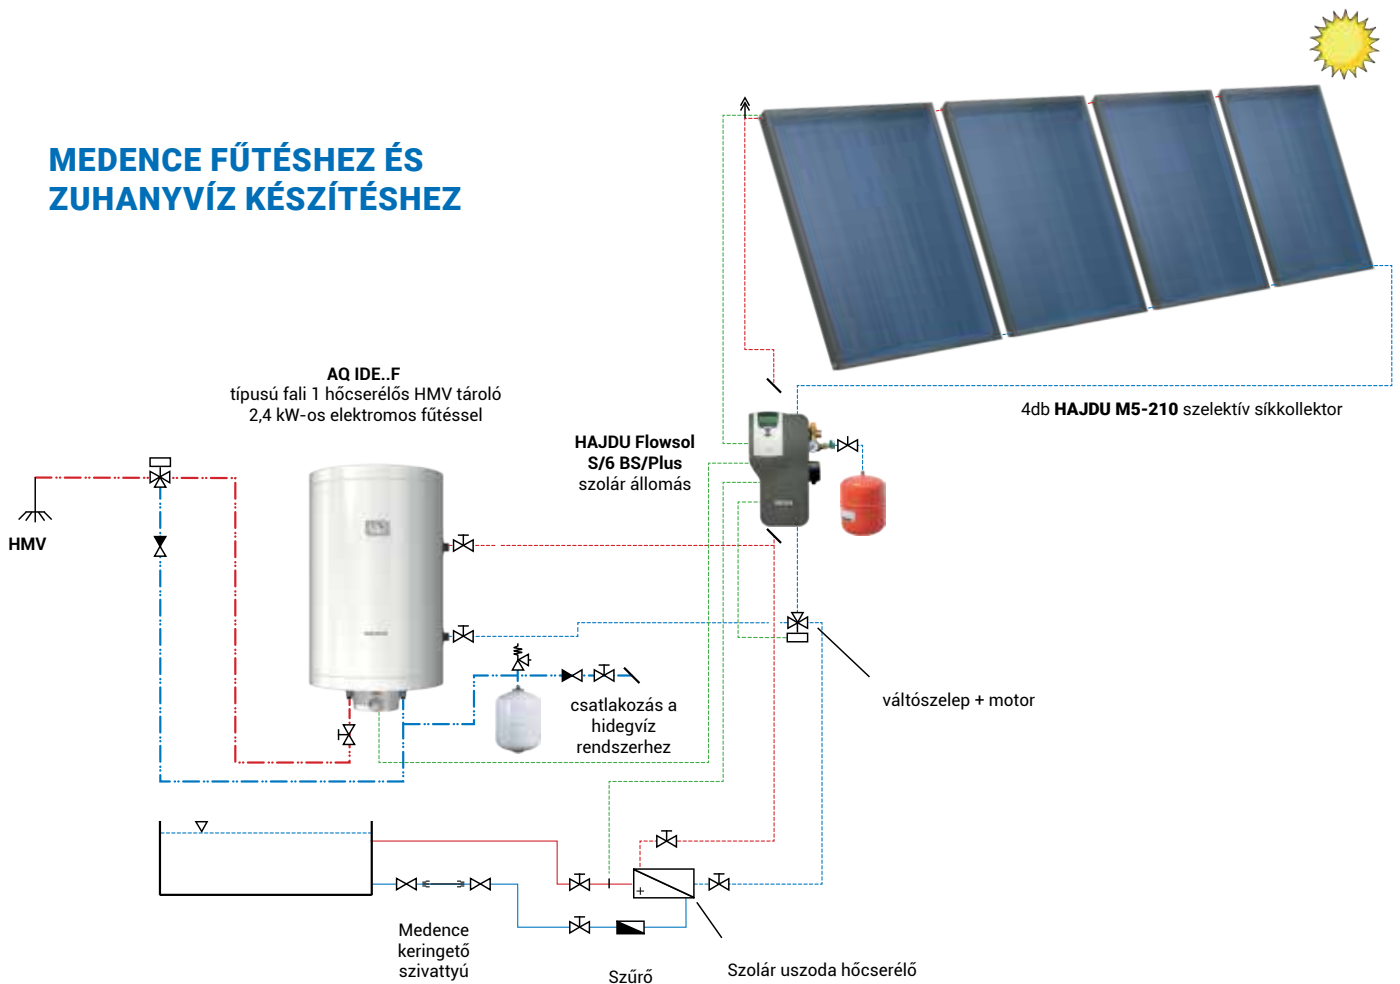 MEDENCE FŰTÉSHEZ ÉS
ZUHANYVÍZ KÉSZÍTÉSHEZ
AQ IDE..F
típusú fali 1 hőcserélős HMV tároló
2,4 kW-os elektromos fűtéssel
4db HAJDU M5-210 szelektív síkkollektor
HAJDU Flowsol
S/6 BS/Plus
szolár állomás
HMV
csatlakozás a
hidegvíz
rendszerhez
váltószelep + motor
+
Medence
keringető
szivattyú
Szűrő
Szolár uszoda hőcserélő